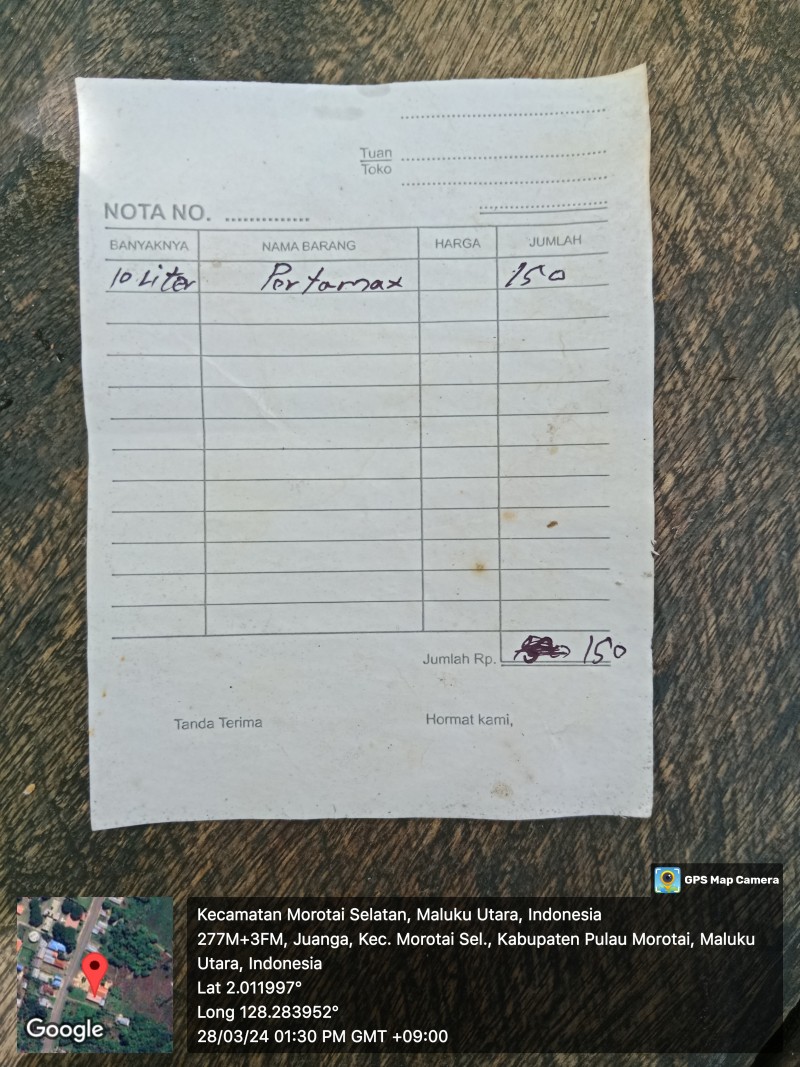 Tuan
Toko
NOTA NO. ..............
BANYAKNYA NAMA BARANG HARGA JUMLAH
10 Liter Pertamax 150
Jumlah Rp. 150
Tanda Terima Hormat kami,
GPS Map Camera
Kecamatan Morotai Selatan, Maluku Utara, Indonesia
277M+3FM, Juanga, Kec. Morotai Sel., Kabupaten Pulau Morotai, Maluku
Utara, Indonesia
Lat 2.011997°
Long 128.283952°
28/03/24 01:30 PM GMT +09:00
Google